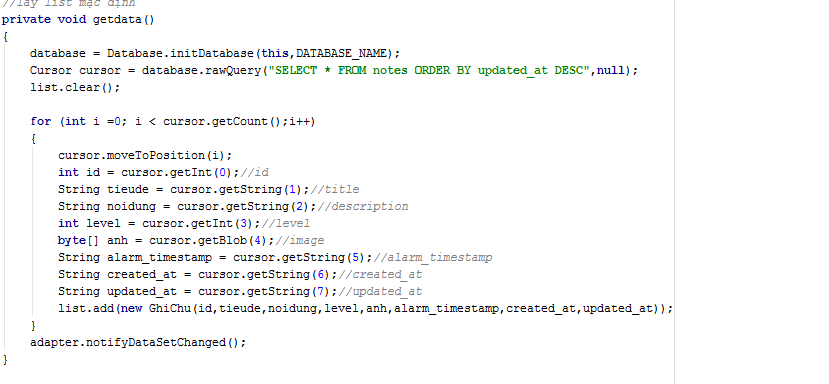 //lấy list mặc định
private void getdata()
{
database = Database.initDatabase(this,DATABASE_NAME);
Cursor cursor = database.rawQuery("SELECT * FROM notes ORDER BY updated_at DESC",null);
list.clear();
for (int i =0; i < cursor.getCount();i++)
{
cursor.moveToPosition(i);
int id = cursor.getInt(0);//id
String tieude = cursor.getString(1);//title
String noidung = cursor.getString(2);//description
int level = cursor.getInt(3);//level
byte[] anh = cursor.getBlob(4);//image
String alarm_timestamp = cursor.getString(5);//alarm_timestamp
String created_at = cursor.getString(6);//created_at
String updated_at = cursor.getString(7);//updated_at
list.add(new GhiChu(id,tieude,noidung,level,anh,alarm_timestamp,created_at,updated_at));
}
adapter.notifyDataSetChanged();
}